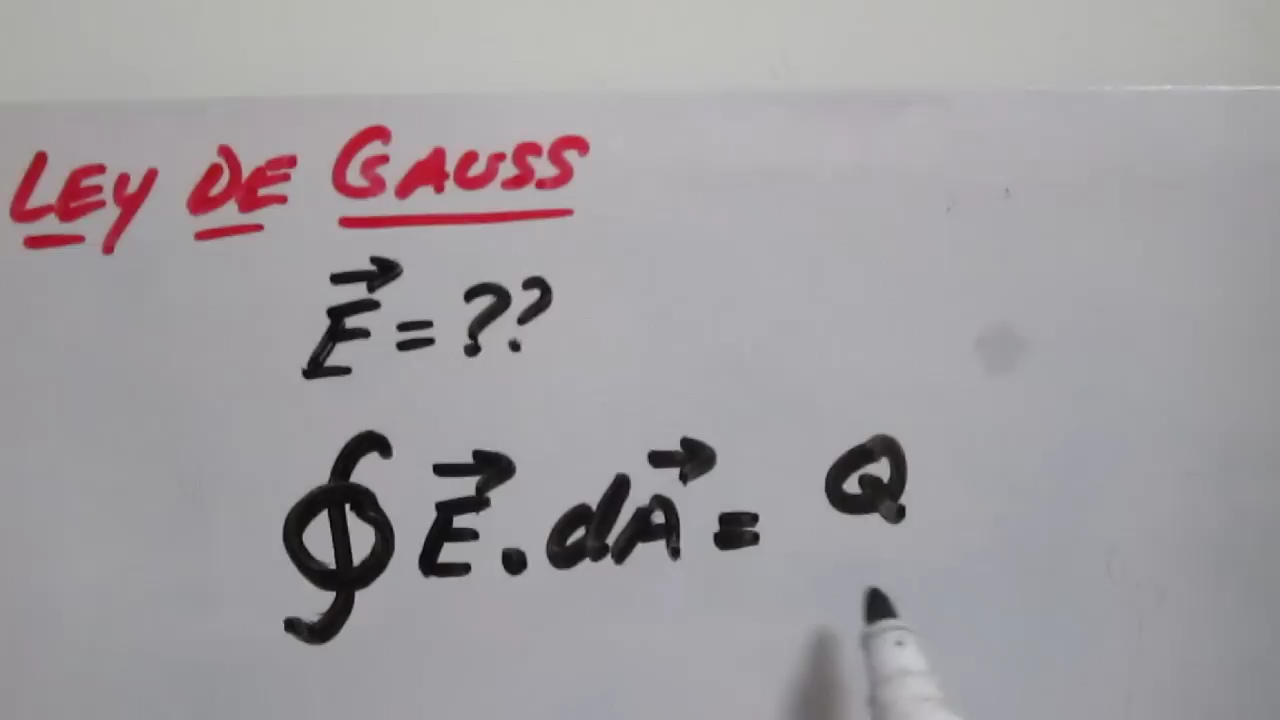 LEY DE GAUSS
E⃗ = ??
∮ E⃗ . dA⃗ = Q